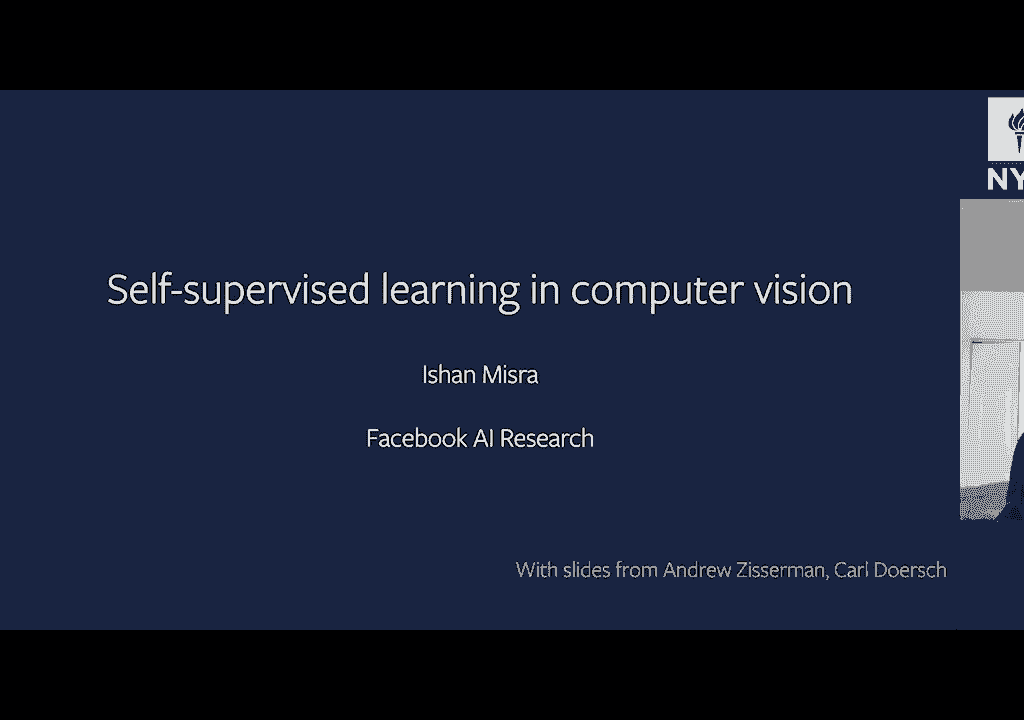 Self-supervised learning in computer vision
Ishan Misra
Facebook AI Research
With slides from Andrew Zisserman, Carl Doersch
NY